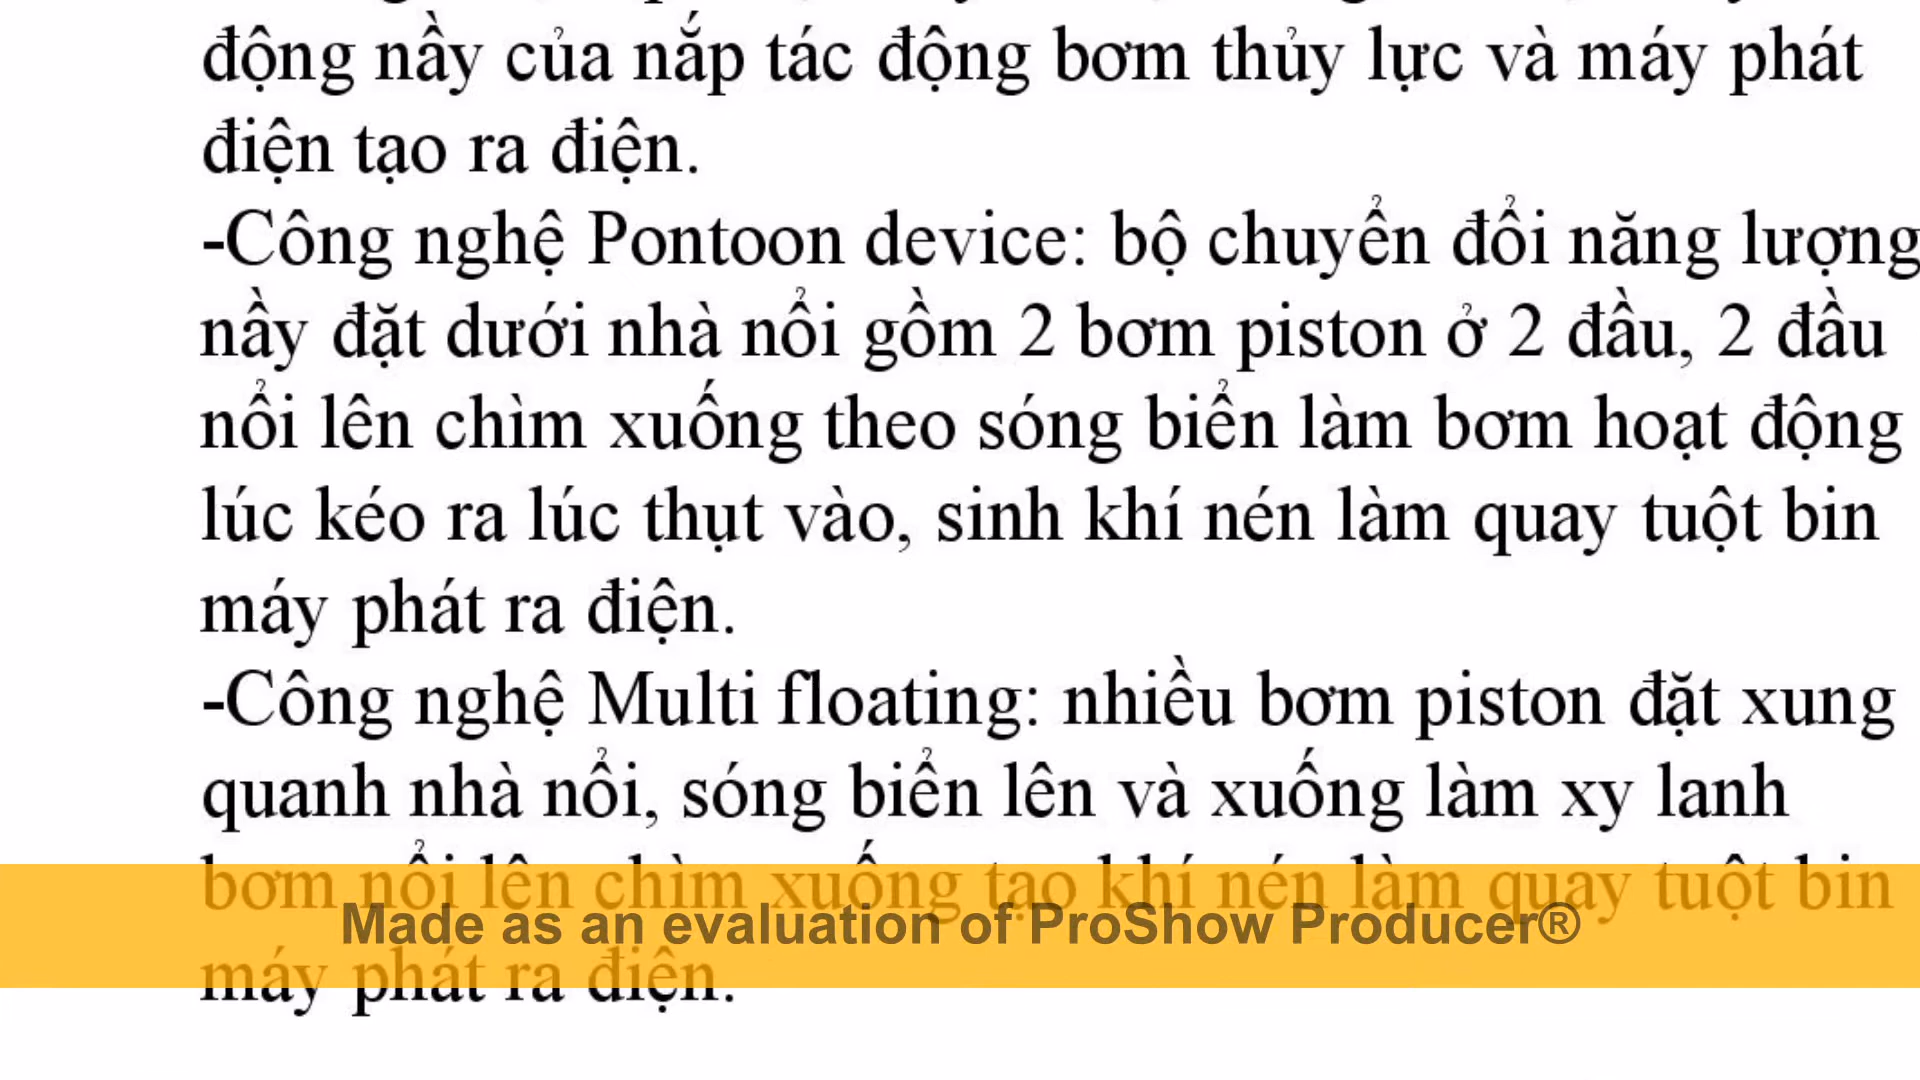 động nầy của nắp tác động bơm thủy lực và máy phát
điện tạo ra điện.
-Công nghệ Pontoon device: bộ chuyển đổi năng lượng
nầy đặt dưới nhà nổi gồm 2 bơm piston ở 2 đầu, 2 đầu
nổi lên chìm xuống theo sóng biển làm bơm hoạt động
lúc kéo ra lúc thụt vào, sinh khí nén làm quay tuột bin
máy phát ra điện.
-Công nghệ Multi floating: nhiều bơm piston đặt xung
quanh nhà nổi, sóng biển lên và xuống làm xy lanh
bơm nổi lên chìm xuống tạo khí nén làm quay tuột bin
Made as an evaluation of ProShow Producer®
máy phát ra điện.